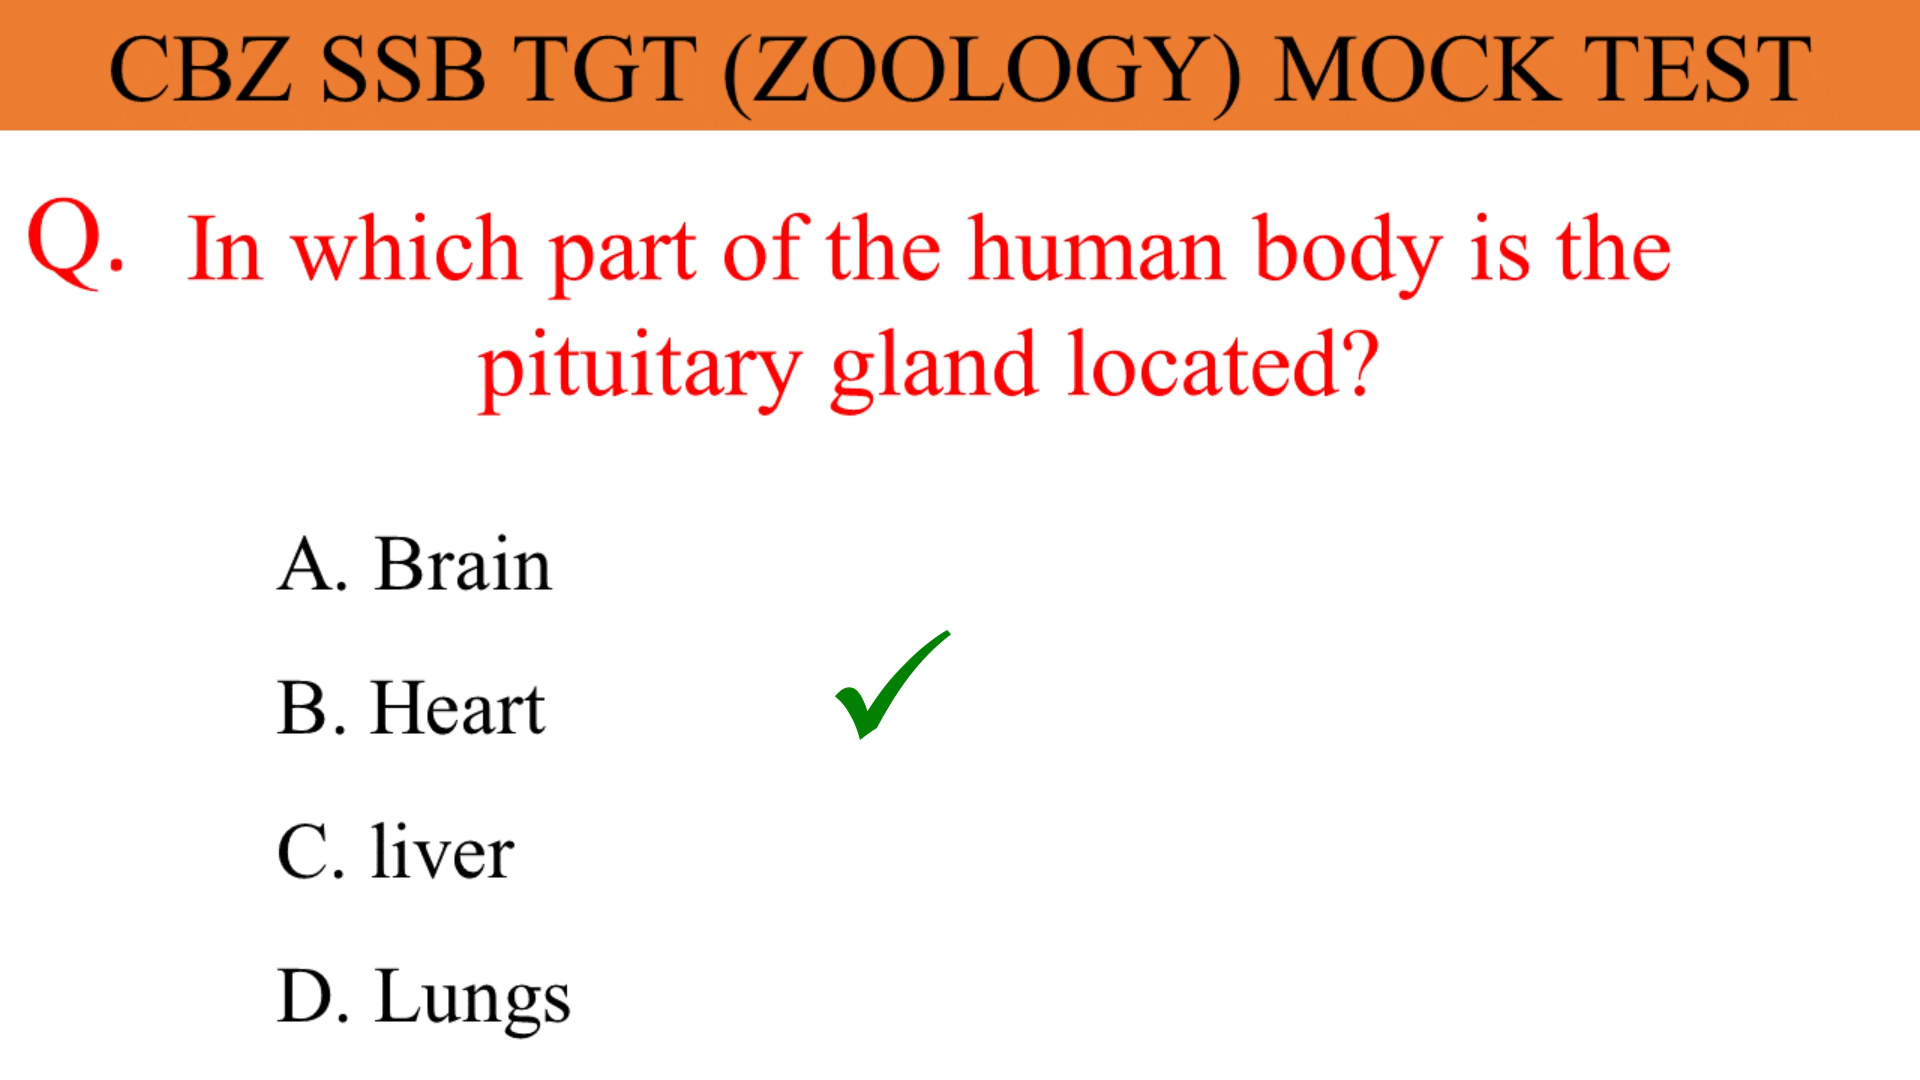 CBZ SSB TGT (ZOOLOGY) MOCK TEST
Q. In which part of the human body is the
pituitary gland located?
A. Brain
B. Heart
C. liver
D. Lungs